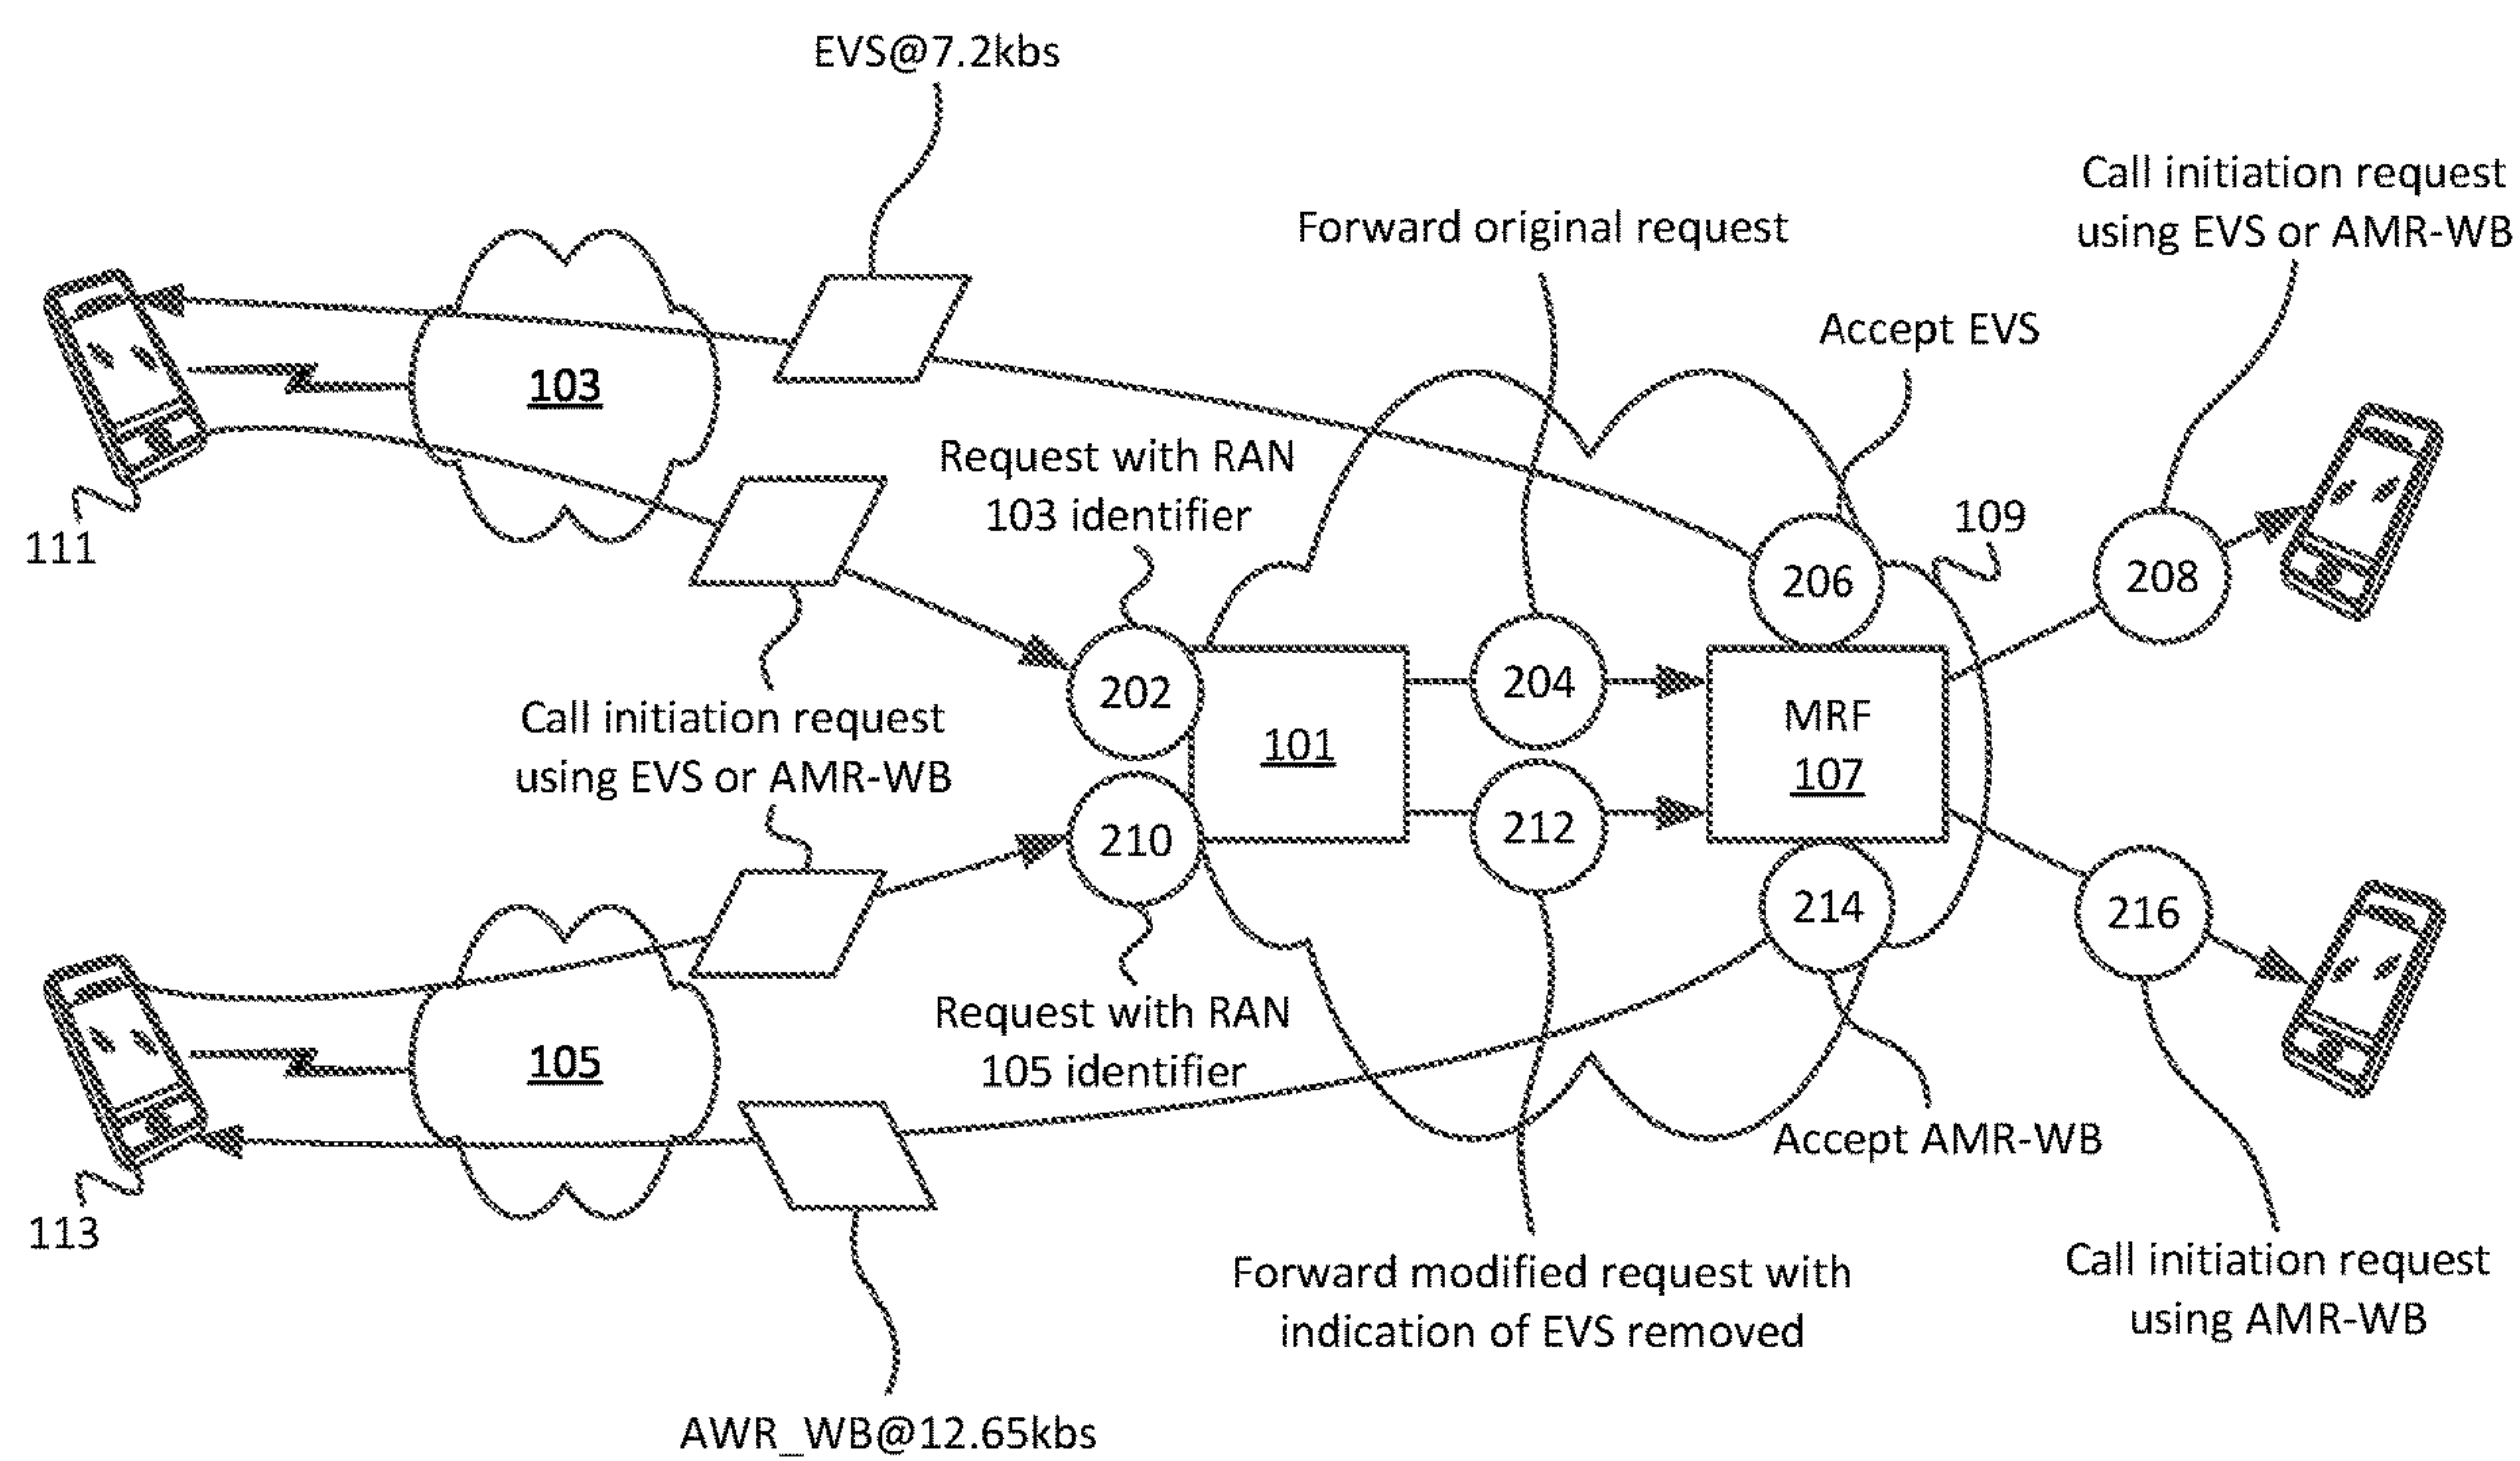 EVS@7.2kbs
Call initiation request
using EVS or AMR-WB
Forward original request
Accept EVS
103
Request with RAN
103 identifier
109
111
206
208
202
204
Call initiation request
using EVS or AMR-WB
101
MRF
107
210
212
214
216
Request with RAN
105 identifier
105
Accept AMR-WB
113
Forward modified request with
indication of EVS removed
Call initiation request
using AMR-WB
AWR_WB@12.65kbs